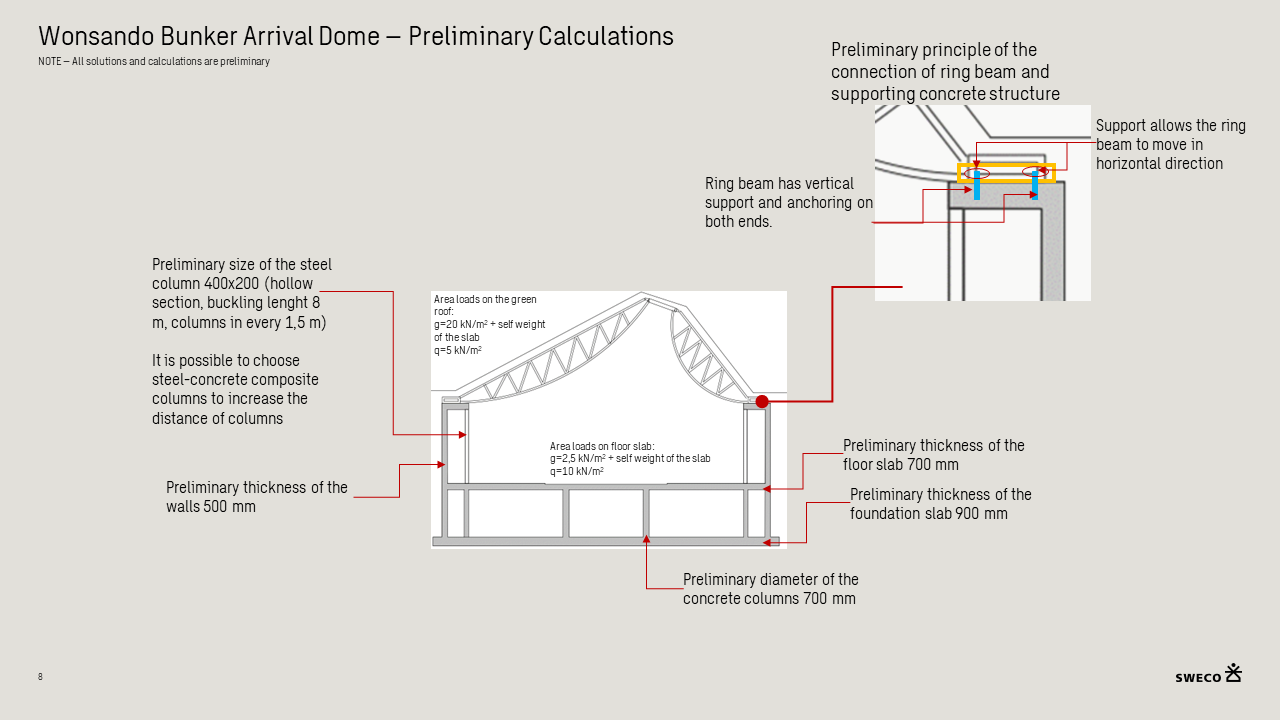 Wonsando Bunker Arrival Dome – Preliminary Calculations
NOTE – All solutions and calculations are preliminary
Preliminary principle of the
connection of ring beam and
supporting concrete structure
Support allows the ring
beam to move in
horizontal direction
Ring beam has vertical
support and anchoring on
both ends.
Preliminary size of the steel
column 400x200 (hollow
section, buckling lenght 8
m, columns in every 1,5 m)
It is possible to choose
steel-concrete composite
columns to increase the
distance of columns
Preliminary thickness of the
walls 500 mm
Area loads on the green
roof:
g=20 kN/m² + self weight
of the slab
q=5 kN/m²
Area loads on floor slab:
g=2,5 kN/m² + self weight of the slab
q=10 kN/m²
Preliminary thickness of the
floor slab 700 mm
Preliminary thickness of the
foundation slab 900 mm
Preliminary diameter of the
concrete columns 700 mm
8
SWECO